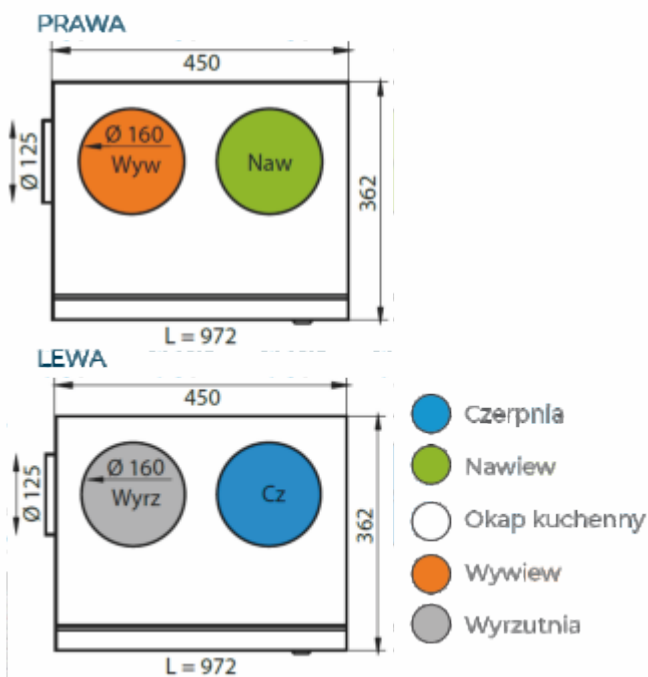 PRAWA
450
Ø 125
Ø 160
Wyw
Naw
362
L = 972
LEWA
450
Ø 125
Ø 160
Wyrz
Cz
362
L = 972
Czerpnia
Nawiew
Okap kuchenny
Wywiew
Wyrzutnia